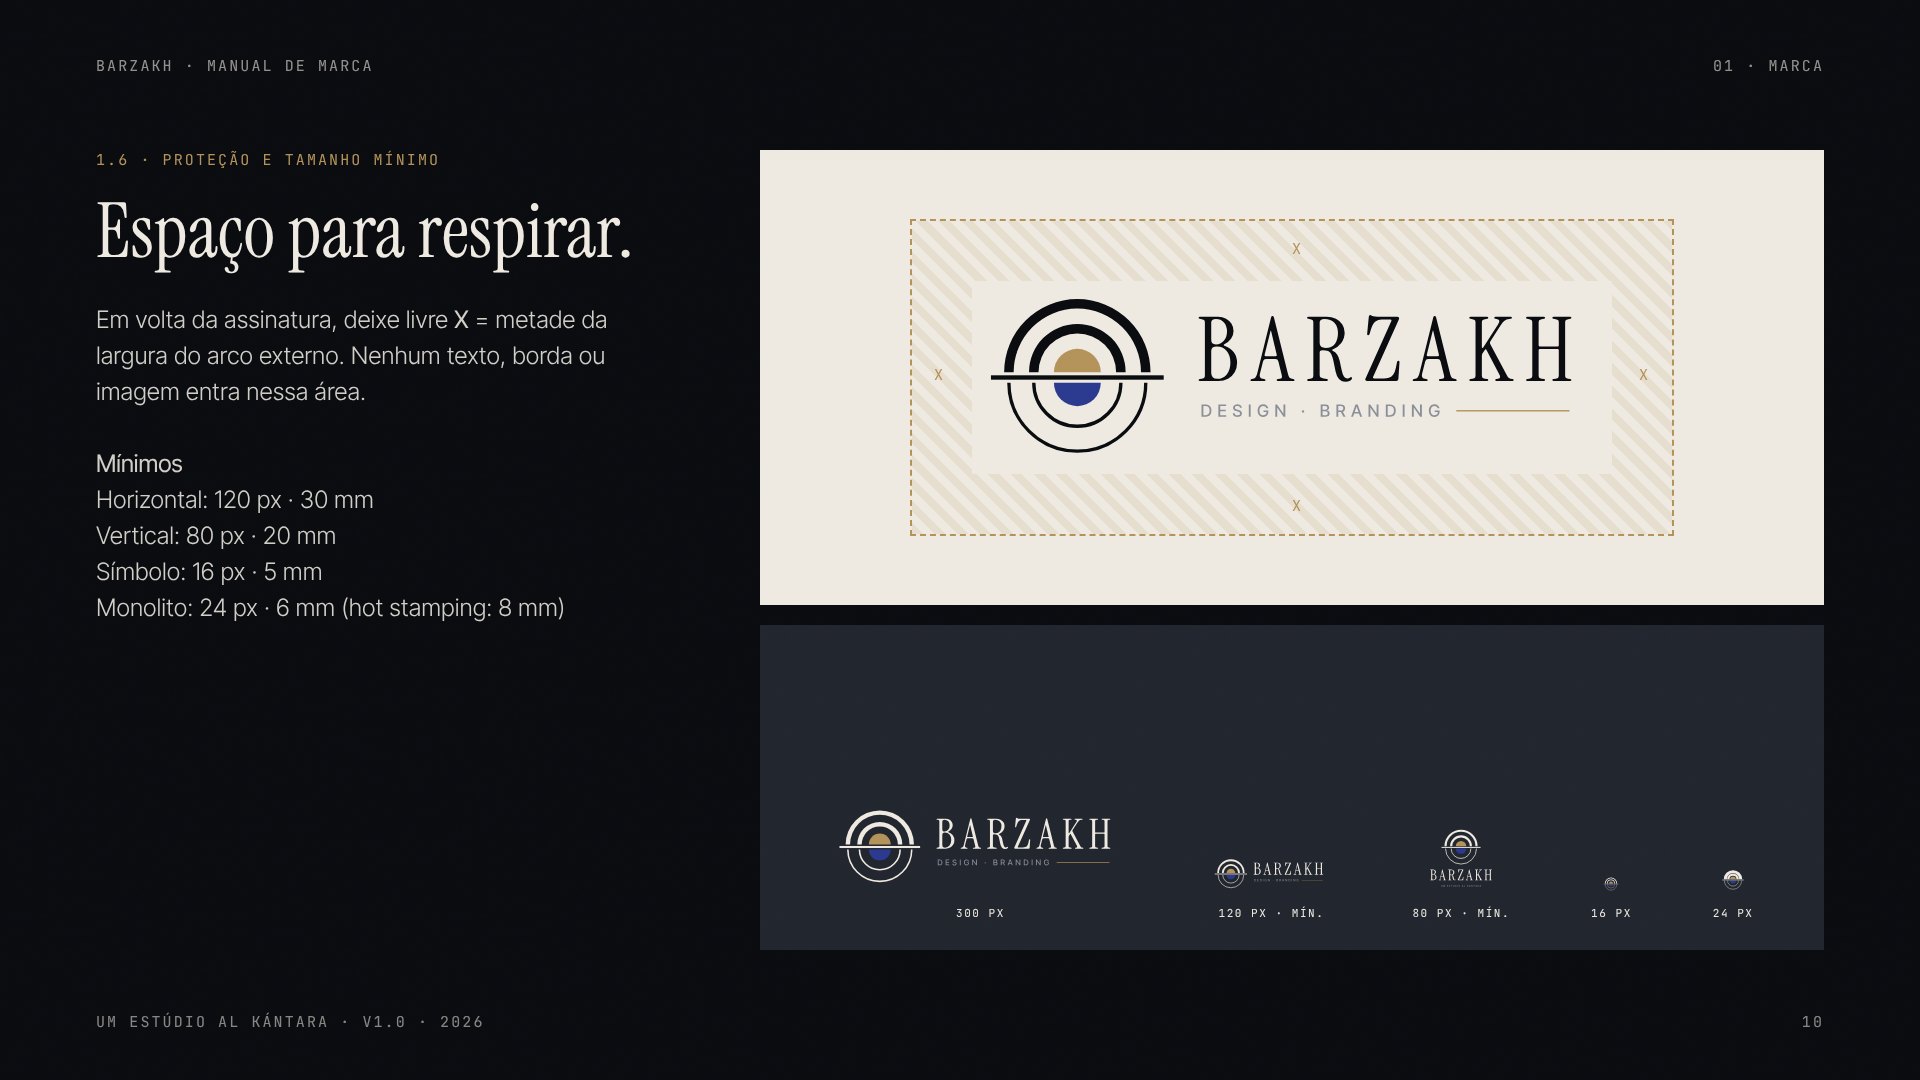 BARZAKH · MANUAL DE MARCA
01 · MARCA
1.6 · PROTEÇÃO E TAMANHO MÍNIMO
Espaço para respirar.
Em volta da assinatura, deixe livre X = metade da
largura do arco externo. Nenhum texto, borda ou
imagem entra nessa área.
Mínimos
Horizontal: 120 px · 30 mm
Vertical: 80 px · 20 mm
Símbolo: 16 px · 5 mm
Monolito: 24 px · 6 mm (hot stamping: 8 mm)
X
X
BARZAKH
DESIGN · BRANDING
X
X
BARZAKH
DESIGN · BRANDING
300 PX
BARZAKH
DESIGN · BRANDING
120 PX · MÍN.
BARZAKH
80 PX · MÍN.
16 PX
24 PX
UM ESTÚDIO AL KÁNTARA · V1.0 · 2026
10